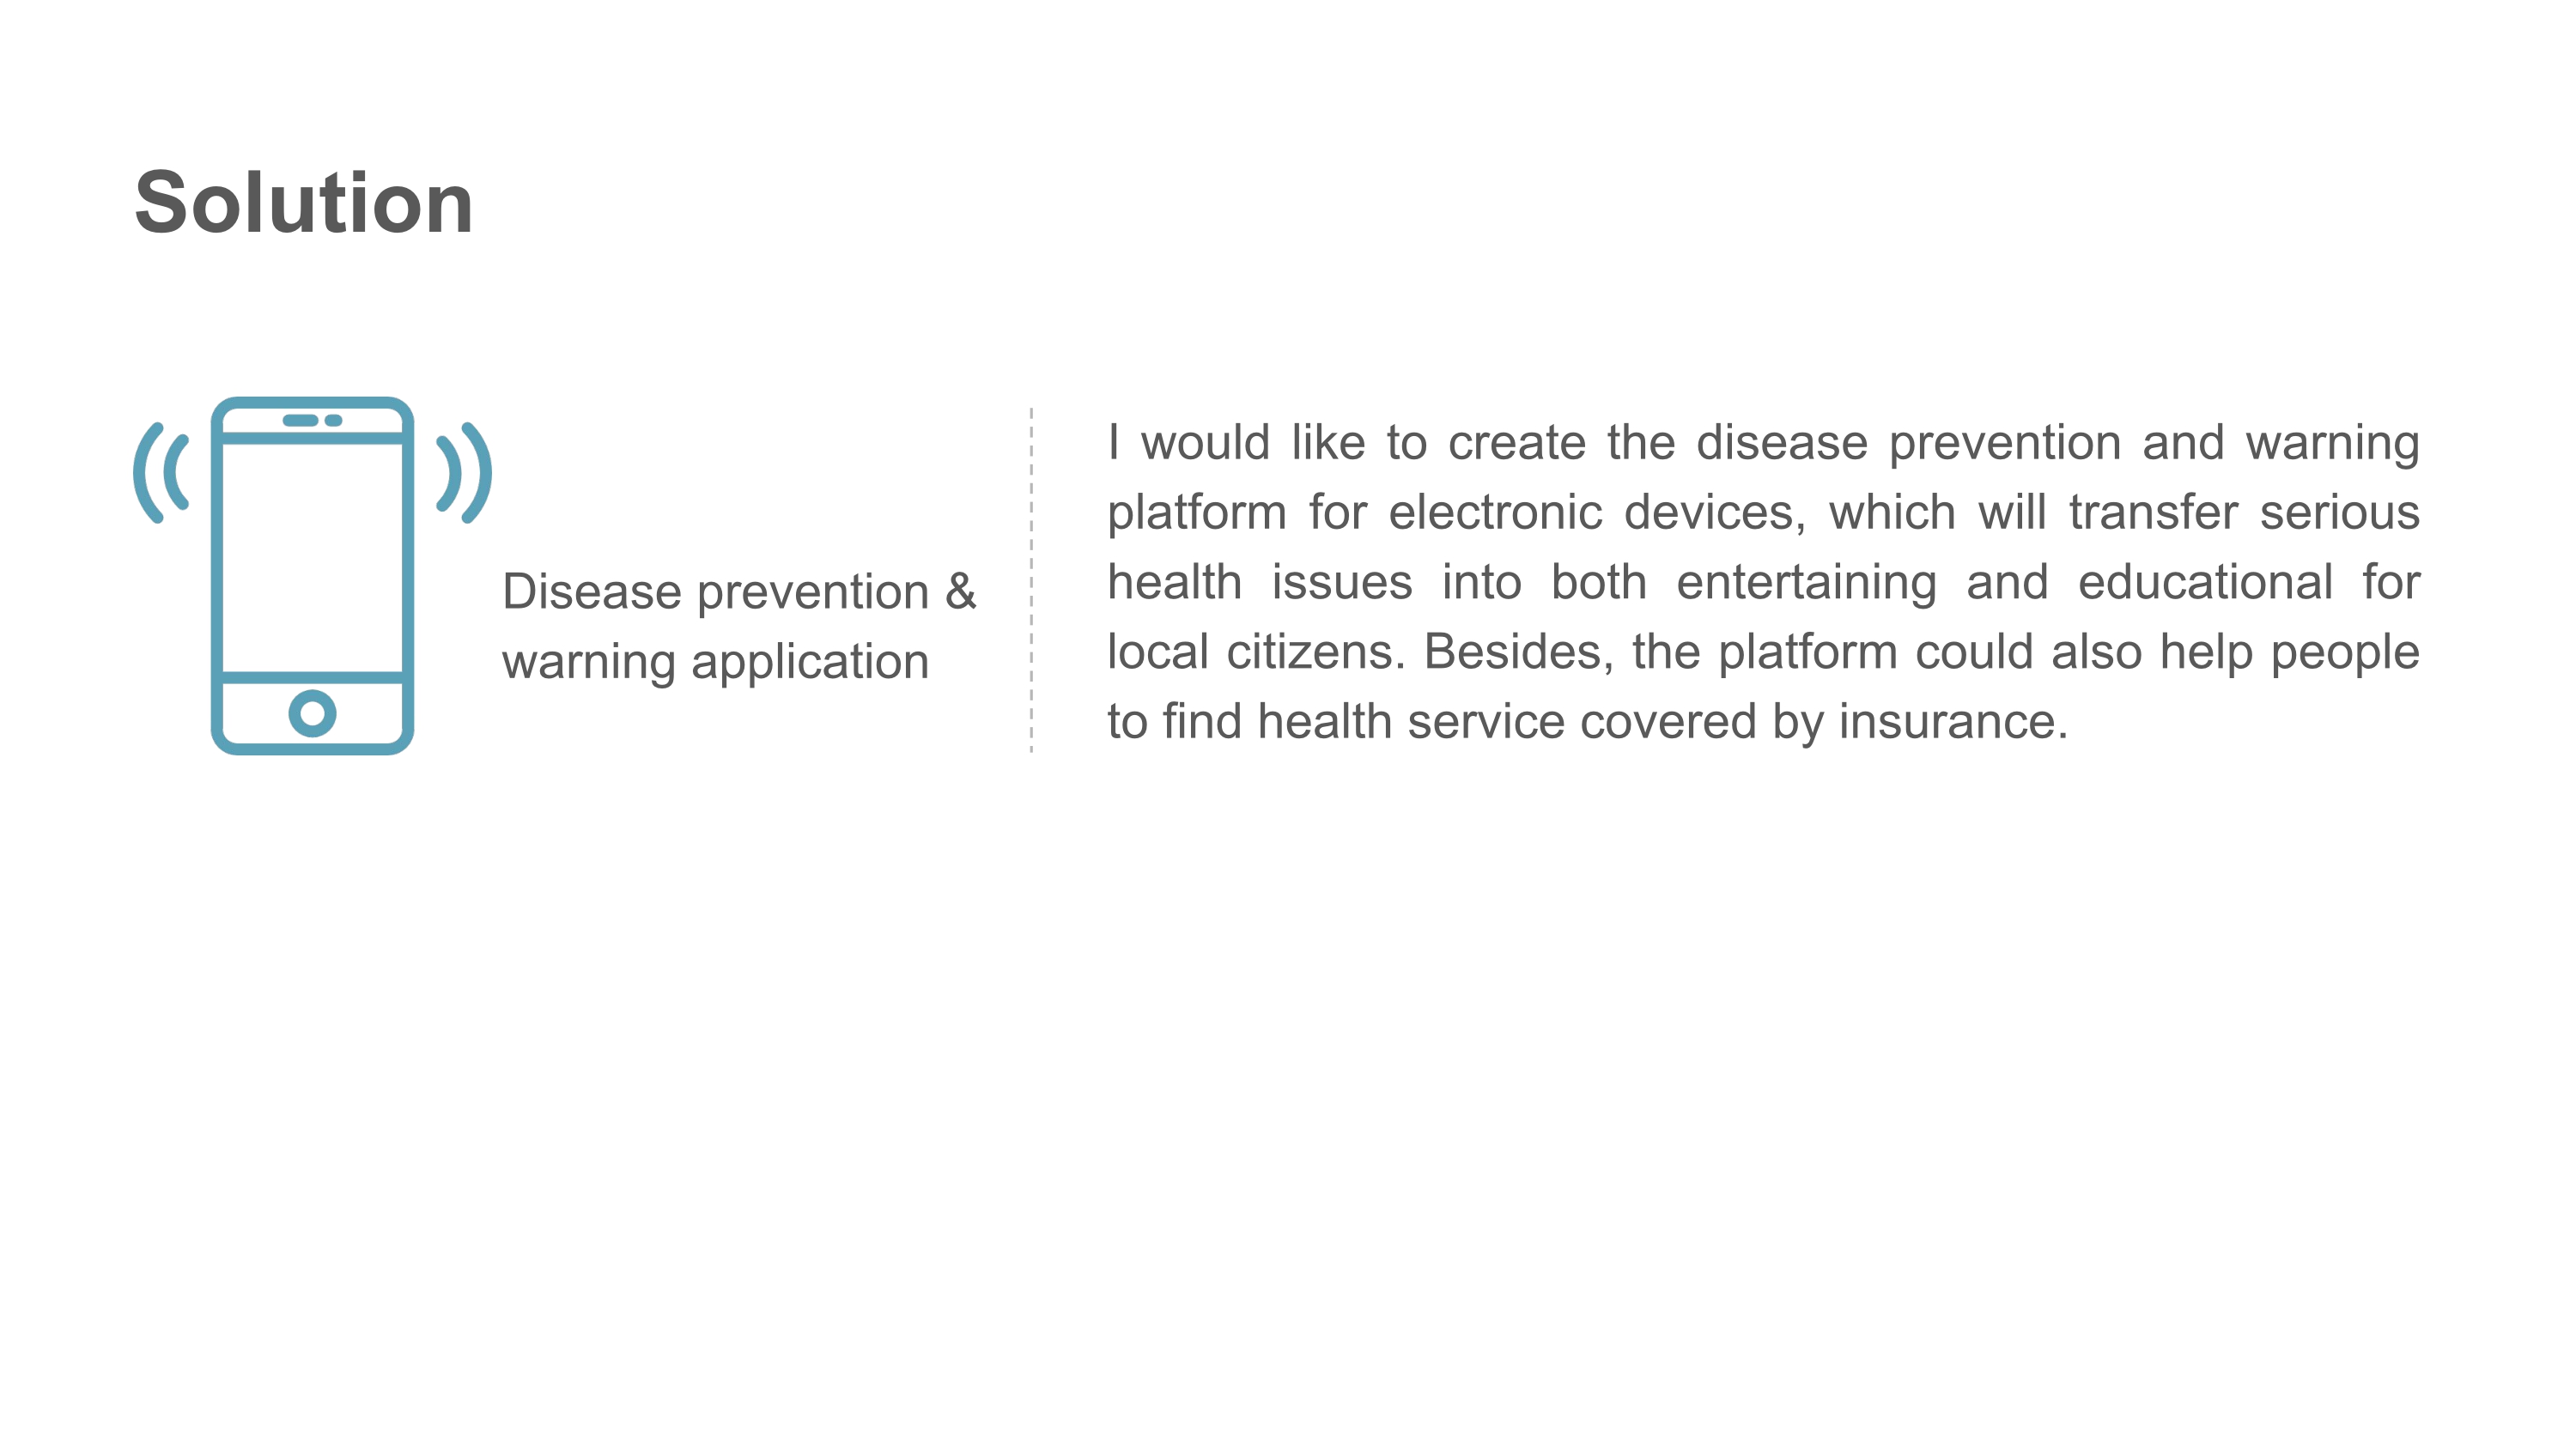 Solution
Disease prevention &
warning application
I would like to create the disease prevention and warning
platform for electronic devices, which will transfer serious
health issues into both entertaining and educational for
local citizens. Besides, the platform could also help people
to find health service covered by insurance.